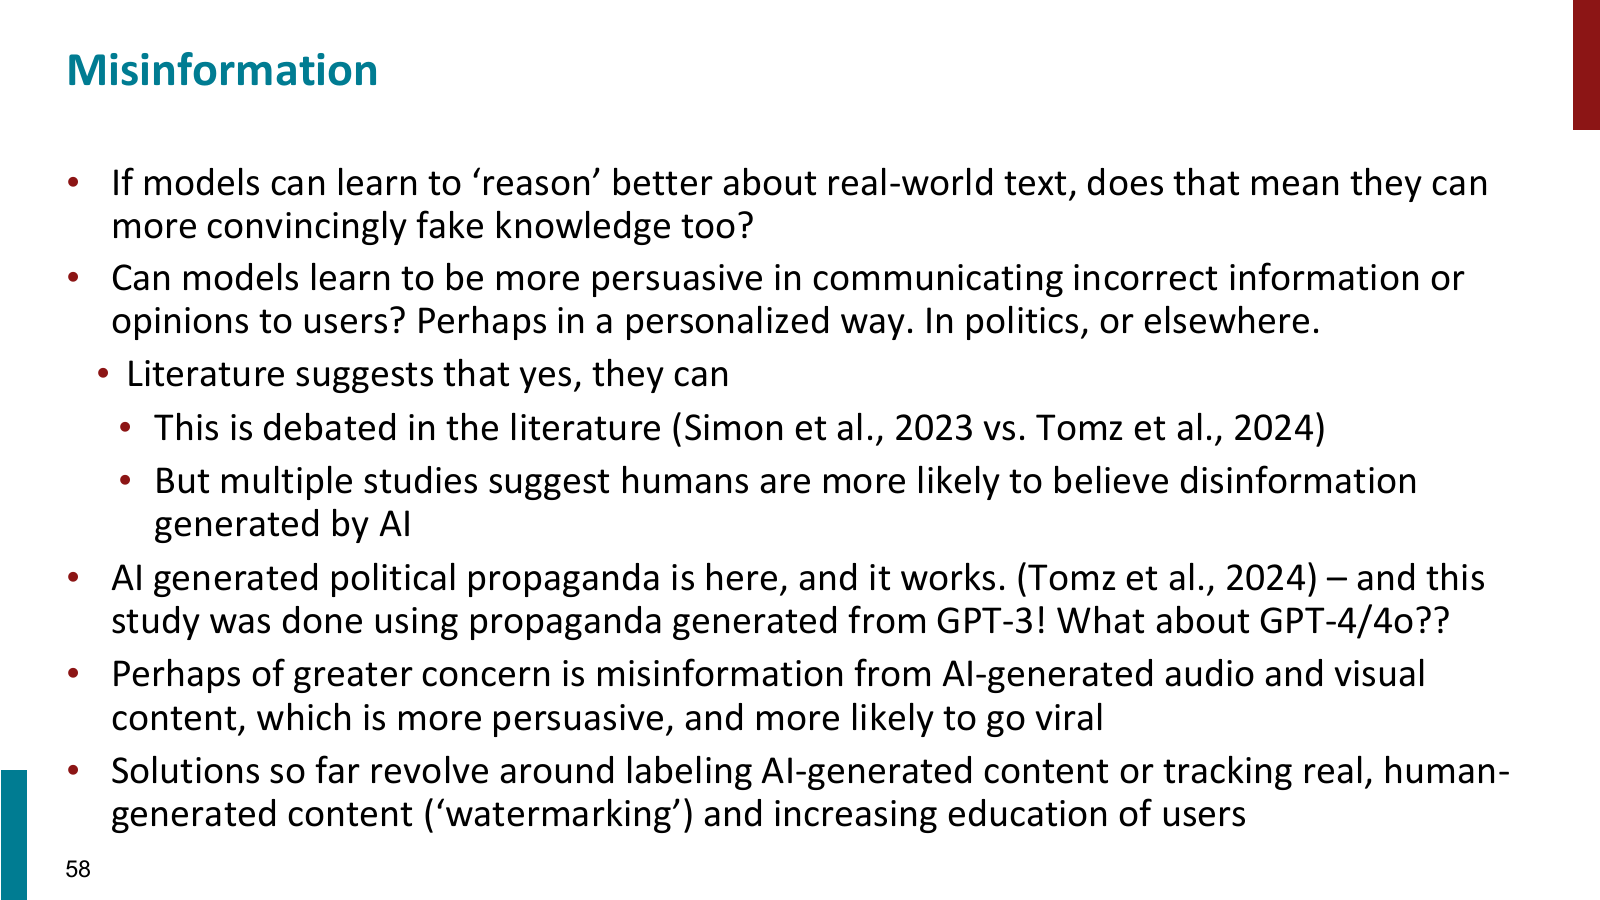 Misinformation
• If models can learn to ‘reason’ better about real-world text, does that mean they can
more convincingly fake knowledge too?
• Can models learn to be more persuasive in communicating incorrect information or
opinions to users? Perhaps in a personalized way. In politics, or elsewhere.
• Literature suggests that yes, they can
• This is debated in the literature (Simon et al., 2023 vs. Tomz et al., 2024)
• But multiple studies suggest humans are more likely to believe disinformation
generated by AI
• AI generated political propaganda is here, and it works. (Tomz et al., 2024) – and this
study was done using propaganda generated from GPT-3! What about GPT-4/4o??
• Perhaps of greater concern is misinformation from AI-generated audio and visual
content, which is more persuasive, and more likely to go viral
• Solutions so far revolve around labeling AI-generated content or tracking real, human-
generated content (‘watermarking’) and increasing education of users
58